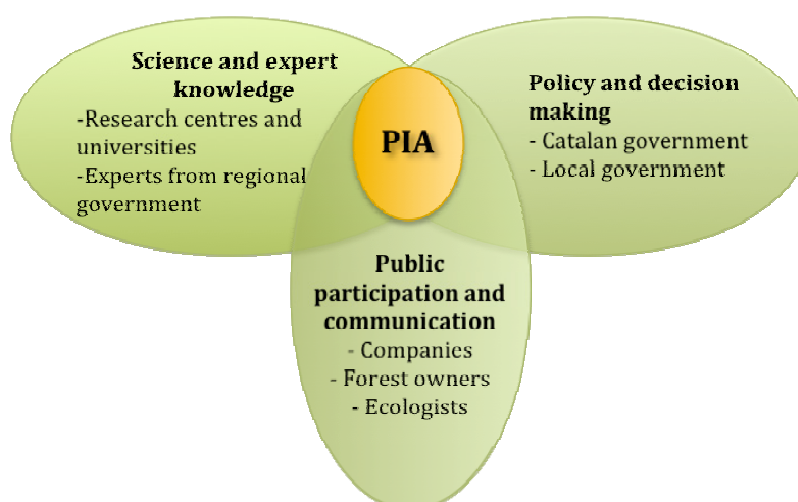 Science and expert
knowledge
-Research centres and
universities
-Experts from regional
government
PIA
Policy and decision
making
- Catalan government
- Local government
Public
participation and
communication
- Companies
- Forest owners
- Ecologists